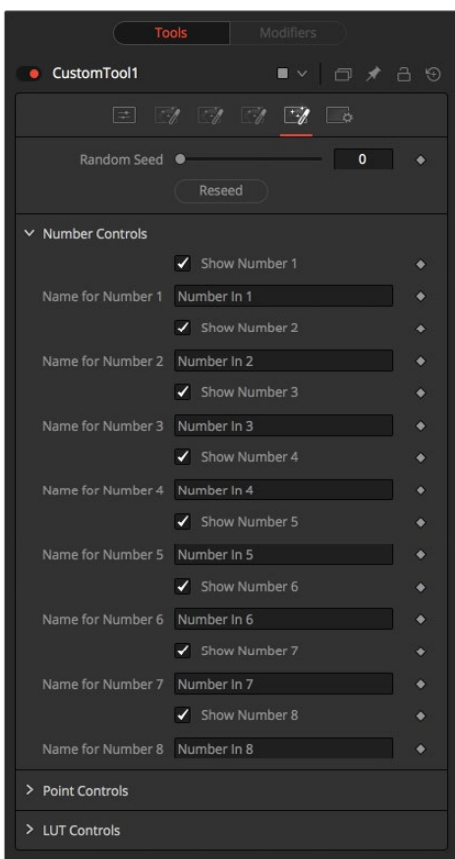 Tools Modifiers
CustomTool1
Random Seed 0
Reseed
Number Controls
Show Number 1
Name for Number 1 Number In 1
Show Number 2
Name for Number 2 Number In 2
Show Number 3
Name for Number 3 Number In 3
Show Number 4
Name for Number 4 Number In 4
Show Number 5
Name for Number 5 Number In 5
Show Number 6
Name for Number 6 Number In 6
Show Number 7
Name for Number 7 Number In 7
Show Number 8
Name for Number 8 Number In 8
Point Controls
LUT Controls